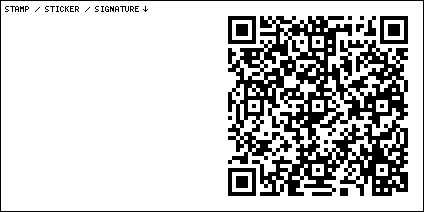 STAMP / STICKER / SIGNATURE ↓